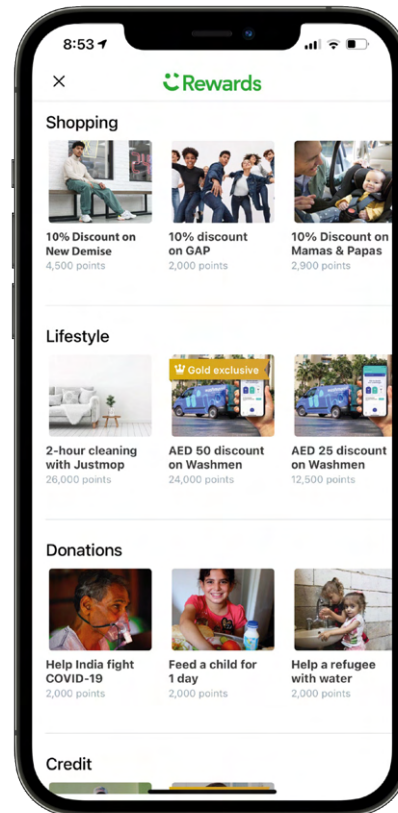 8:53
Rewards
Shopping
10% Discount on
New Demise
4,500 points
10% discount
on GAP
2,000 points
10% Discount on
Mamas & Papas
2,900 points
Lifestyle
2-hour cleaning
with Justmop
26,000 points
Gold exclusive
AED 50 discount
on Washmen
24,000 points
AED 25 discount
on Washmen
12,500 points
Donations
Help India fight
COVID-19
2,000 points
Feed a child for
1 day
2,000 points
Help a refugee
with water
2,000 points
Credit